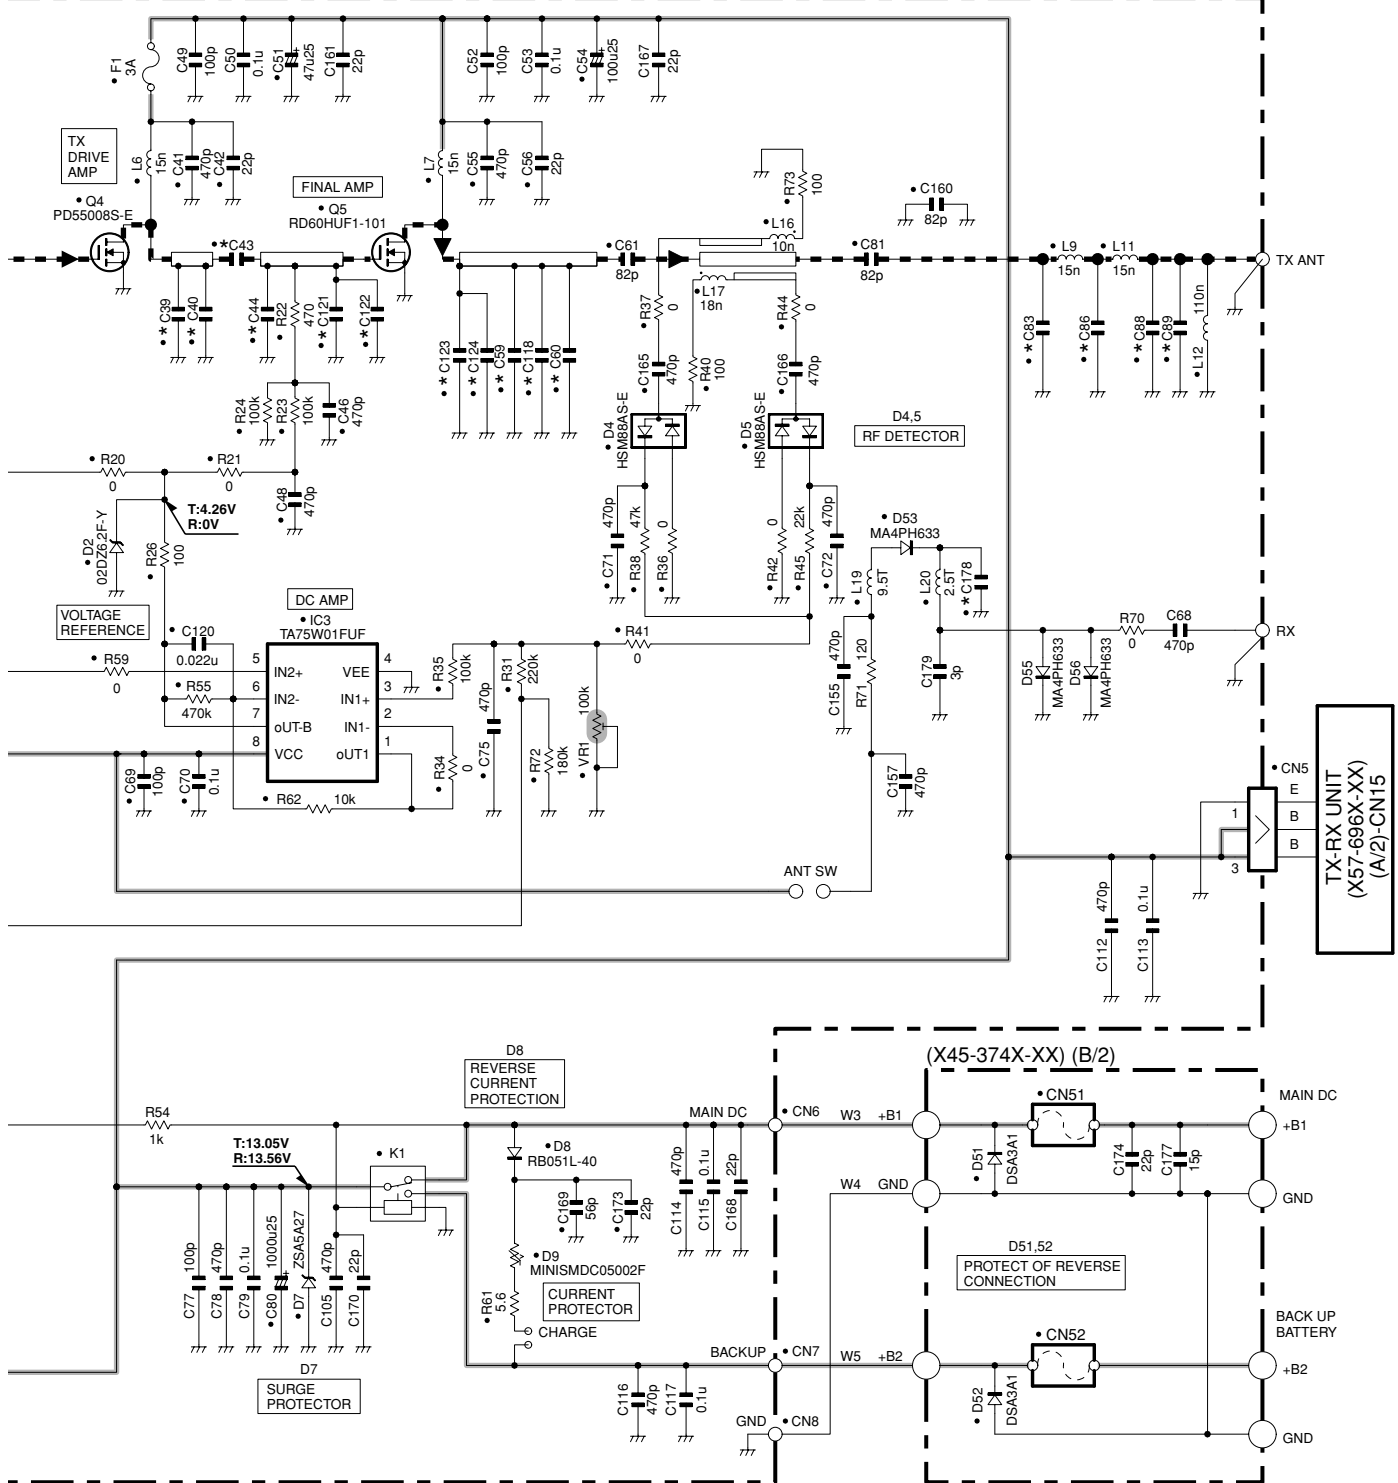 F1
3A
C49
100p
C50
0.1u
C51
47u25
C161
22p
C52
100p
C53
0.1u
C54
100u25
C167
22p
TX
DRIVE
AMP
L6
15n
C41
470p
C42
22p
L7
15n
C55
470p
C56
22p
Q4
PD55008S-E
FINAL AMP
Q5
RD60HUF1-101
R73
100
C160
82p
*C43
C61
82p
L16
10n
C81
82p
L9
15n
L11
15n
TX ANT
*C39
*C40
*C44
R22
470
*C121
*C122
*C123
*C124
*C59
*C118
*C60
R37
0
L17
18n
R44
0
C165
470p
R40
100
C166
470p
*C83
*C86
*C88
*C89
L12
110n
R24
100k
R23
100k
C46
470p
D4
HSM88AS-E
D5
HSM88AS-E
D4,5
RF DETECTOR
R20
0
R21
0
C48
470p
T:4.26V
R:0V
D2
02DZ6.2F-Y
R26
100
C71
470p
R38
47k
R36
0
R42
0
R45
22k
C72
470p
D53
MA4PH633
L19
9.5T
L20
2.5T
*C178
VOLTAGE
REFERENCE
DC AMP
IC3
TA75W01FUF
C120
0.022u
R59
0
R55
470k
5
IN2+
6
IN2-
7
oUT-B
8
VCC
VEE
4
IN1+
3
IN1-
2
oUT1
1
R35
100k
C75
470p
R31
220k
R72
180k
VR1
100k
R41
0
R34
0
R62
10k
C69
100p
C70
0.1u
C155
470p
R71
120
C179
3p
D55
MA4PH633
D56
MA4PH633
R70
0
C68
470p
RX
C157
470p
ANT SW
CN5
1
3
E
B
B
TX-RX UNIT
(X57-696X-XX)
(A/2)-CN15
C112
470p
C113
0.1u
(X45-374X-XX) (B/2)
D8
REVERSE
CURRENT
PROTECTION
R54
1k
T:13.05V
R:13.56V
K1
D8
RB051L-40
MAIN DC
CN6
W3
+B1
CN51
MAIN DC
+B1
C77
100p
C78
470p
C79
0.1u
C80
1000u25
D7
ZSA5A27
C105
470p
C170
22p
C169
56p
C173
22p
C114
470p
C115
0.1u
C168
22p
W4
GND
D51
DSA3A1
C174
22p
C177
15p
GND
D9
MINISMDC05002F
CURRENT
PROTECTOR
R61
5.6
CHARGE
D51,52
PROTECT OF REVERSE
CONNECTION
D7
SURGE
PROTECTOR
BACKUP
CN7
W5
+B2
CN52
BACK UP
BATTERY
+B2
C116
470p
C117
0.1u
GND
CN8
D52
DSA3A1
GND